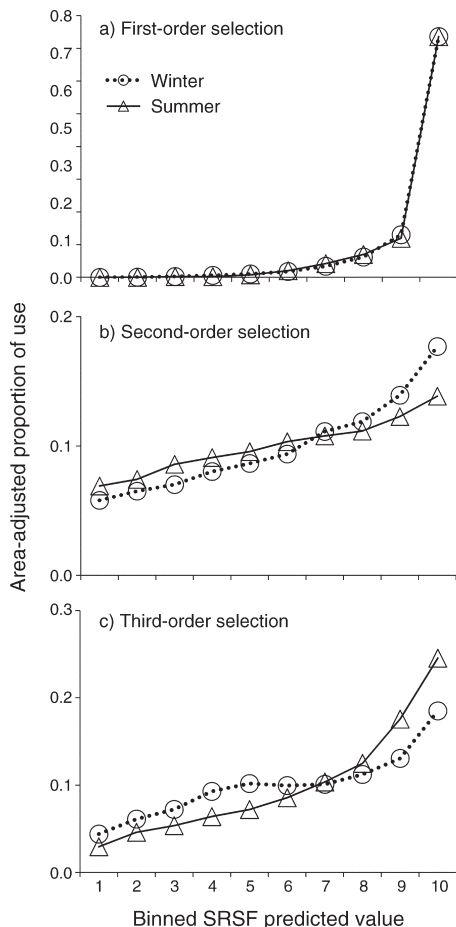 0.8
a) First-order selection
0.7
Winter
0.6
Summer
0.5
0.4
0.3
0.2
0.1
0.0
Area-adjusted proportion of use
0.2
b) Second-order selection
0.1
0.0
0.3
c) Third-order selection
0.2
0.1
0.0
1 2 3 4 5 6 7 8 9 10
Binned SRSF predicted value